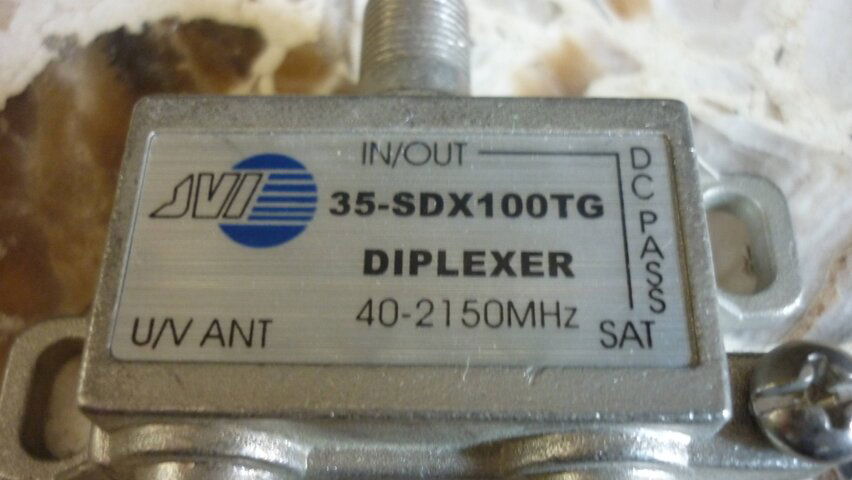 IN/OUT
JVI
35-SDX100TG
DC PASS
DIPLEXER
40-2150MHz
U/V ANT
SAT